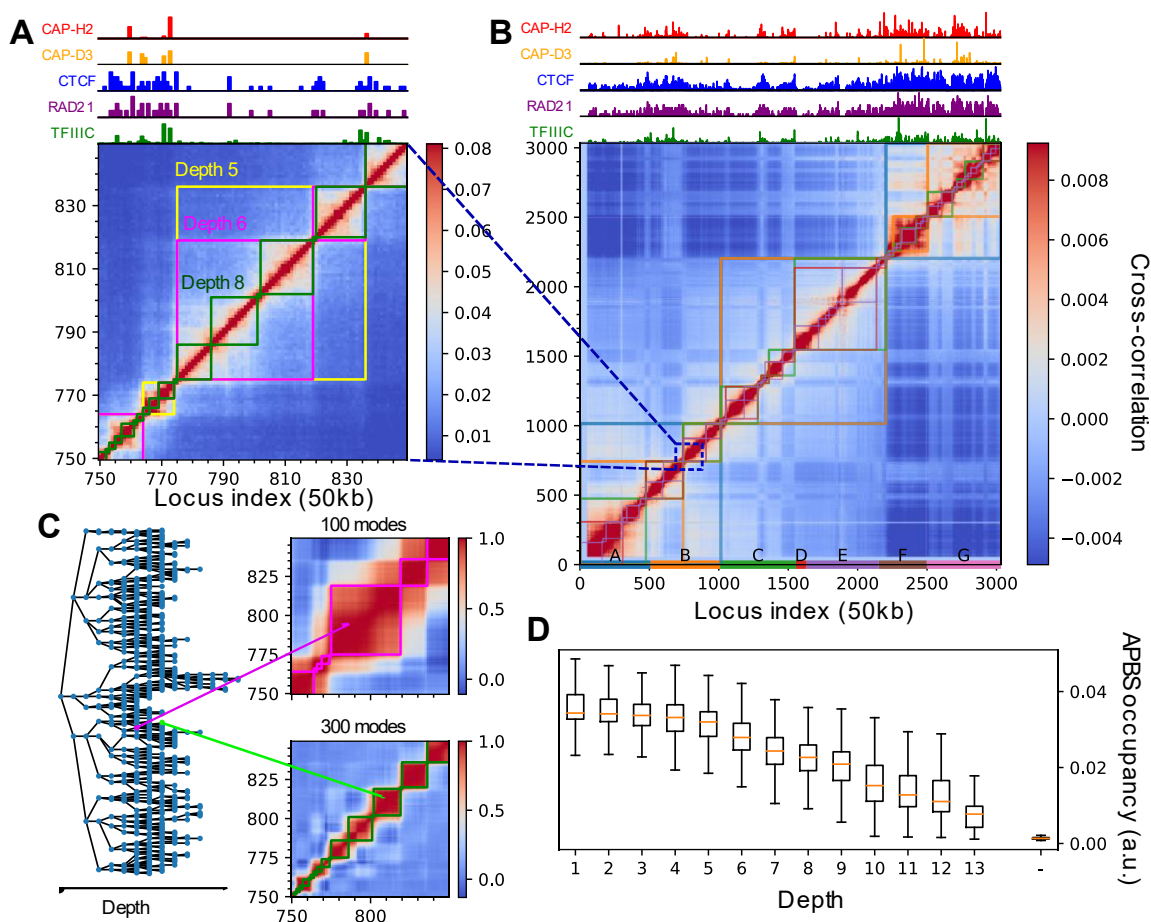 A
CAP-H2
CAP-D3
CTCF
RAD21
TFIIIC
Depth 5
Depth 6
Depth 8
830
810
790
770
750
750 770 790 810 830
Locus index (50kb)
0.08
0.07
0.06
0.05
0.04
0.03
0.02
0.01
B
CAP-H2
CAP-D3
CTCF
RAD21
TFIIIC
3000
2500
2000
1500
1000
500
0
A B C D E F G
0 500 1000 1500 2000 2500 3000
Locus index (50kb)
0.008
0.006
0.004
0.002
0.000
−0.002
−0.004
Cross-correlation
C
Depth
100 modes
825
800
775
750
1.0
0.5
0.0
300 modes
825
800
775
750
750 800
1.0
0.5
0.0
D
1 2 3 4 5 6 7 8 9 10 11 12 13 -
Depth
0.04
0.02
0.00
APBS occupancy (a.u.)